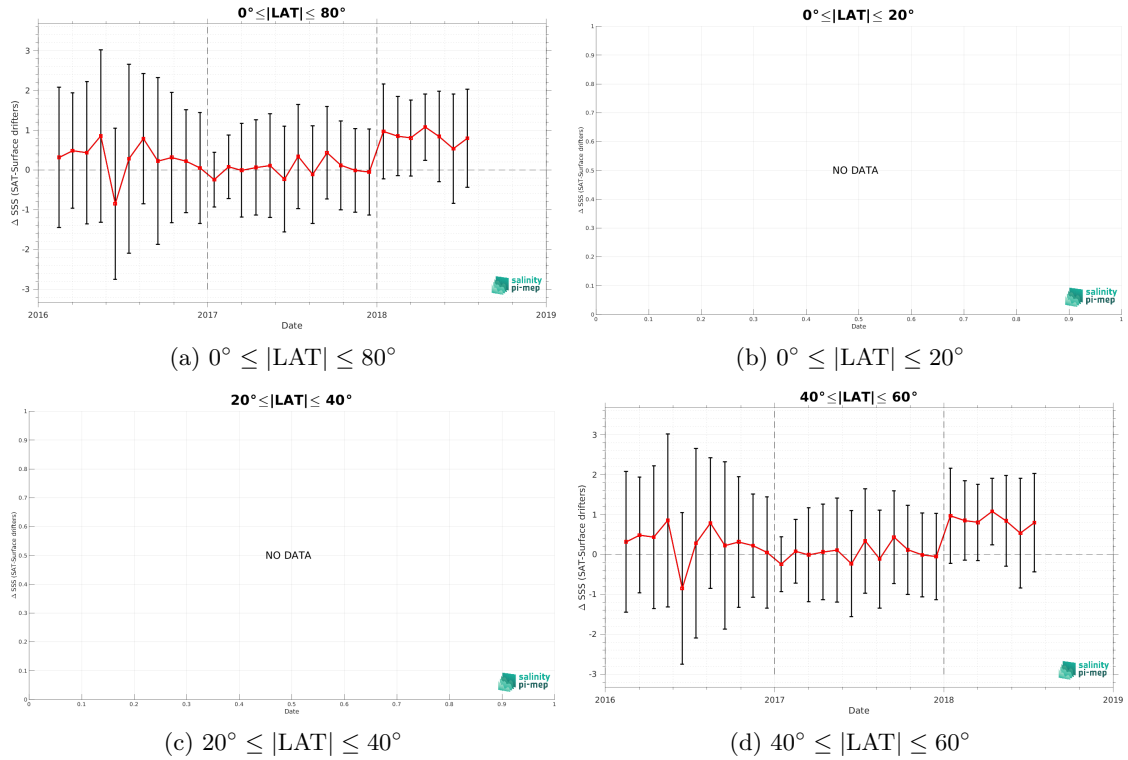 0°≤|LAT|≤ 80°
Δ SSS (SAT-Surface drifters)
3
2
1
0
-1
-2
-3
2016
2017
2018
2019
Date
salinity
pi-mep
(a) 0° ≤ |LAT| ≤ 80°
0°≤|LAT|≤ 20°
Δ SSS (SAT-Surface drifters)
1
0.9
0.8
0.7
0.6
0.5
0.4
0.3
0.2
0.1
0
NO DATA
0
0.1
0.2
0.3
0.4
0.5
0.6
0.7
0.8
0.9
1
Date
salinity
pi-mep
(b) 0° ≤ |LAT| ≤ 20°
20°≤|LAT|≤ 40°
Δ SSS (SAT-Surface drifters)
1
0.9
0.8
0.7
0.6
0.5
0.4
0.3
0.2
0.1
0
NO DATA
0
0.1
0.2
0.3
0.4
0.5
0.6
0.7
0.8
0.9
1
Date
salinity
pi-mep
(c) 20° ≤ |LAT| ≤ 40°
40°≤|LAT|≤ 60°
Δ SSS (SAT-Surface drifters)
3
2
1
0
-1
-2
-3
2016
2017
2018
2019
Date
salinity
pi-mep
(d) 40° ≤ |LAT| ≤ 60°